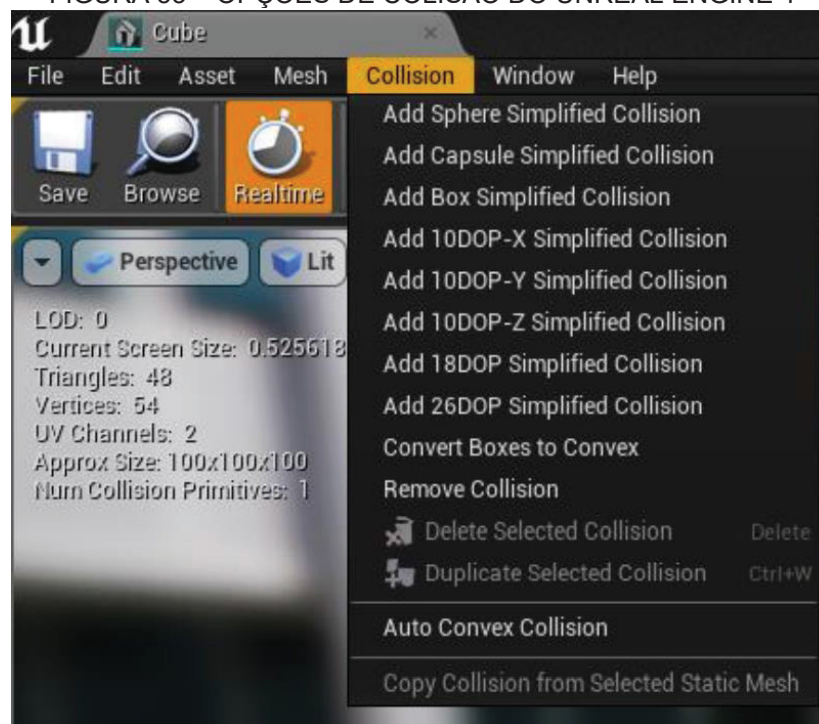 Cube
File Edit Asset Mesh Collision Window Help
Save Browse Realtime
Add Sphere Simplified Collision
Add Capsule Simplified Collision
Add Box Simplified Collision
Add 10DOP-X Simplified Collision
Add 10DOP-Y Simplified Collision
Add 10DOP-Z Simplified Collision
Add 18DOP Simplified Collision
Add 26DOP Simplified Collision
Convert Boxes to Convex
Remove Collision
Delete Selected Collision Delete
Duplicate Selected Collision Ctrl+W
Auto Convex Collision
Copy Collision from Selected Static Mesh
Perspective Lit
LOD: 0
Current Screen Size: 0.525618
Triangles: 48
Vertices: 54
UV Channels: 2
Approx Size: 100x100x100
Num Collision Primitives: 1